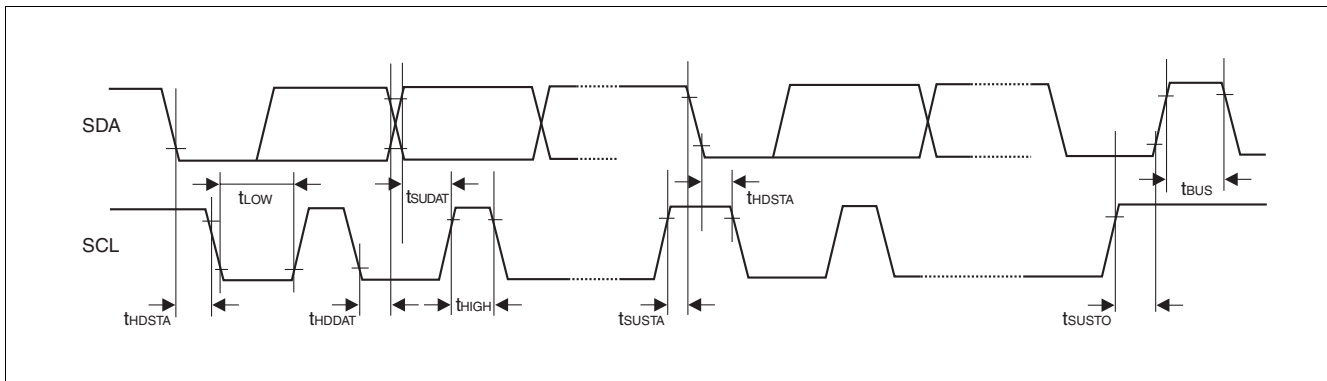 SDA
tLOW
tSUDAT
tHDSTA
tBUS
SCL
tHDSTA
tHDDAT
tHIGH
tSUSTA
tSUSTO